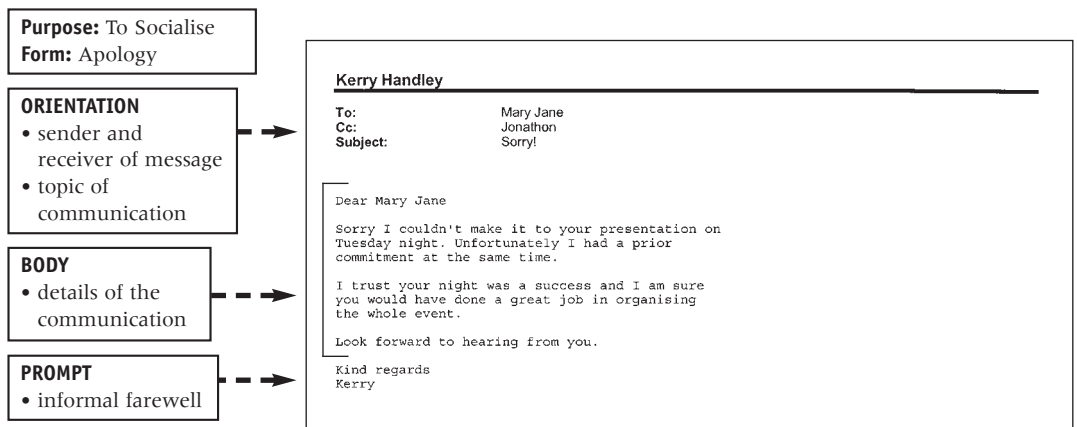 Purpose: To Socialise
Form: Apology
ORIENTATION
• sender and
receiver of message
• topic of
communication
BODY
• details of the
communication
PROMPT
• informal farewell
Kerry Handley
To: Mary Jane
Cc: Jonathon
Subject: Sorry!
Dear Mary Jane
Sorry I couldn't make it to your presentation on
Tuesday night. Unfortunately I had a prior
commitment at the same time.
I trust your night was a success and I am sure
you would have done a great job in organising
the whole event.
Look forward to hearing from you.
Kind regards
Kerry